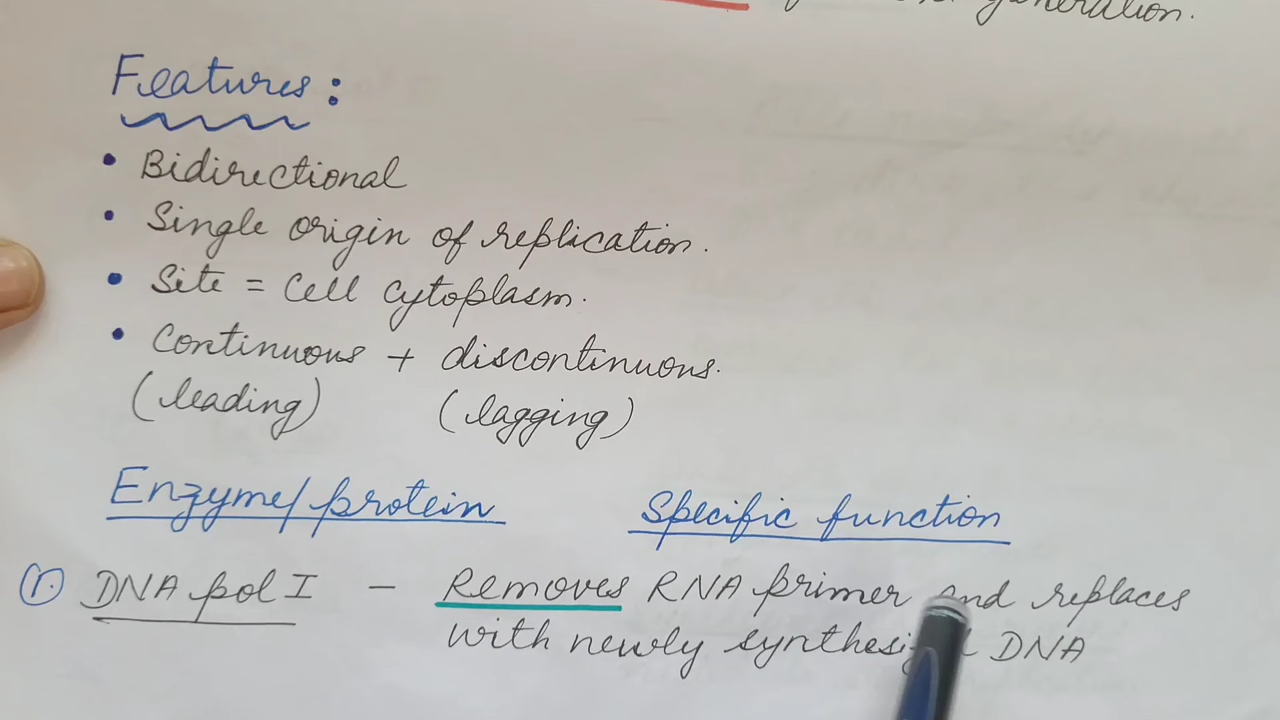 generation.
Features:
• Bidirectional
• Single origin of replication.
• Site = Cell cytoplasm.
• Continuous + discontinuous.
(leading) (lagging)
Enzyme/protein Specific function
1. DNA pol I - Removes RNA primer and replaces
with newly DNA